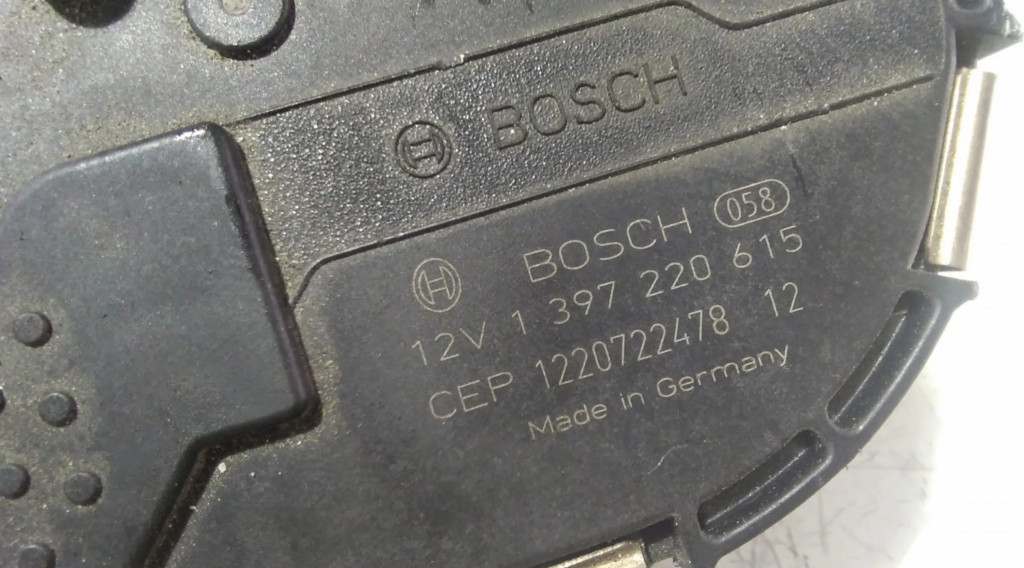 BOSCH
BOSCH 058
12V 1 397 220 615
CEP 1220722478 12
Made in Germany